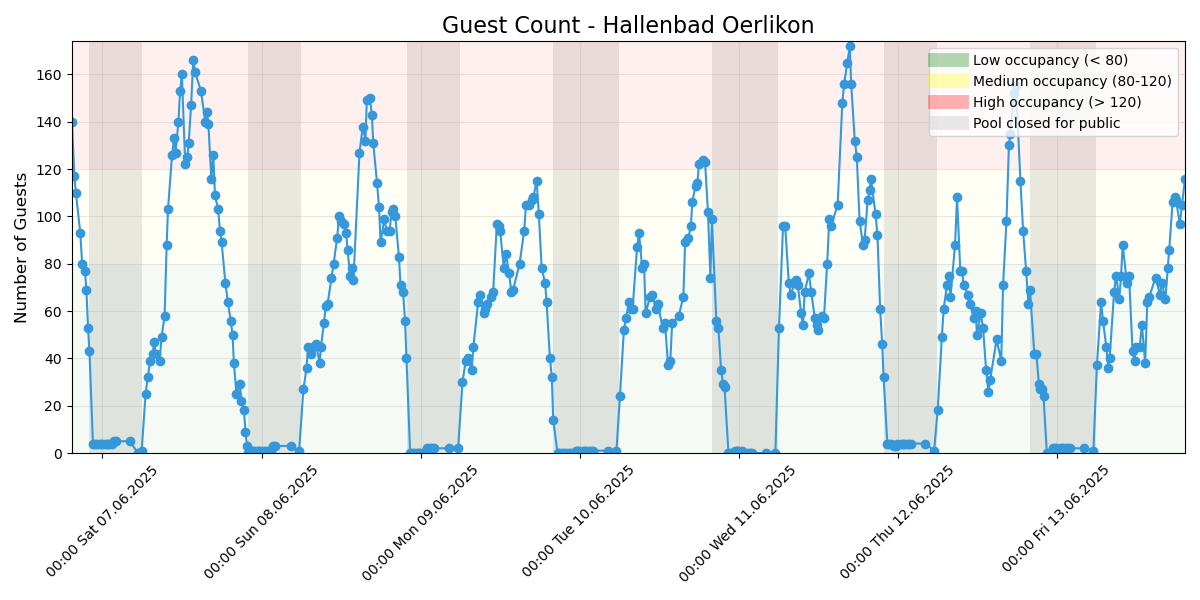 Guest Count - Hallenbad Oerlikon
Low occupancy (< 80)
Medium occupancy (80-120)
High occupancy (> 120)
Pool closed for public
Number of Guests
160
140
120
100
80
60
40
20
0
00:00 Sat 07.06.2025
00:00 Sun 08.06.2025
00:00 Mon 09.06.2025
00:00 Tue 10.06.2025
00:00 Wed 11.06.2025
00:00 Thu 12.06.2025
00:00 Fri 13.06.2025